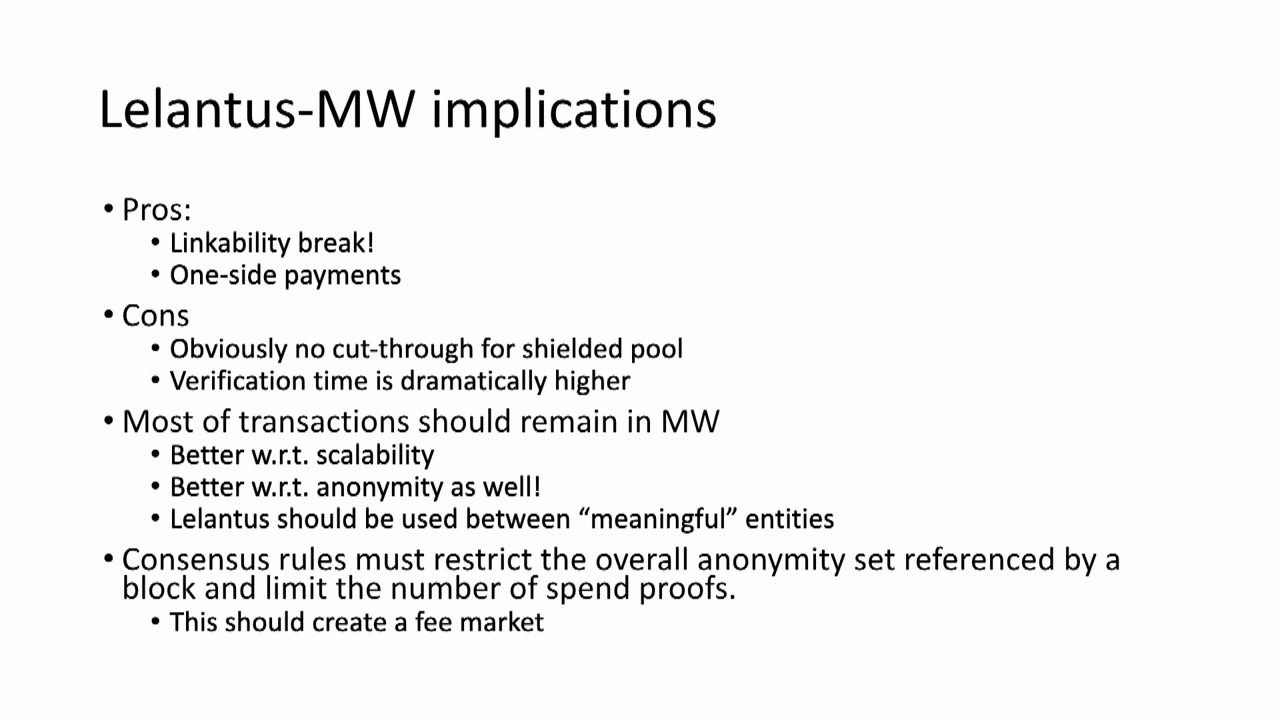 Lelantus-MW implications
• Pros:
• Linkability break!
• One-side payments
• Cons
• Obviously no cut-through for shielded pool
• Verification time is dramatically higher
• Most of transactions should remain in MW
• Better w.r.t. scalability
• Better w.r.t. anonymity as well!
• Lelantus should be used between “meaningful” entities
• Consensus rules must restrict the overall anonymity set referenced by a
block and limit the number of spend proofs.
• This should create a fee market